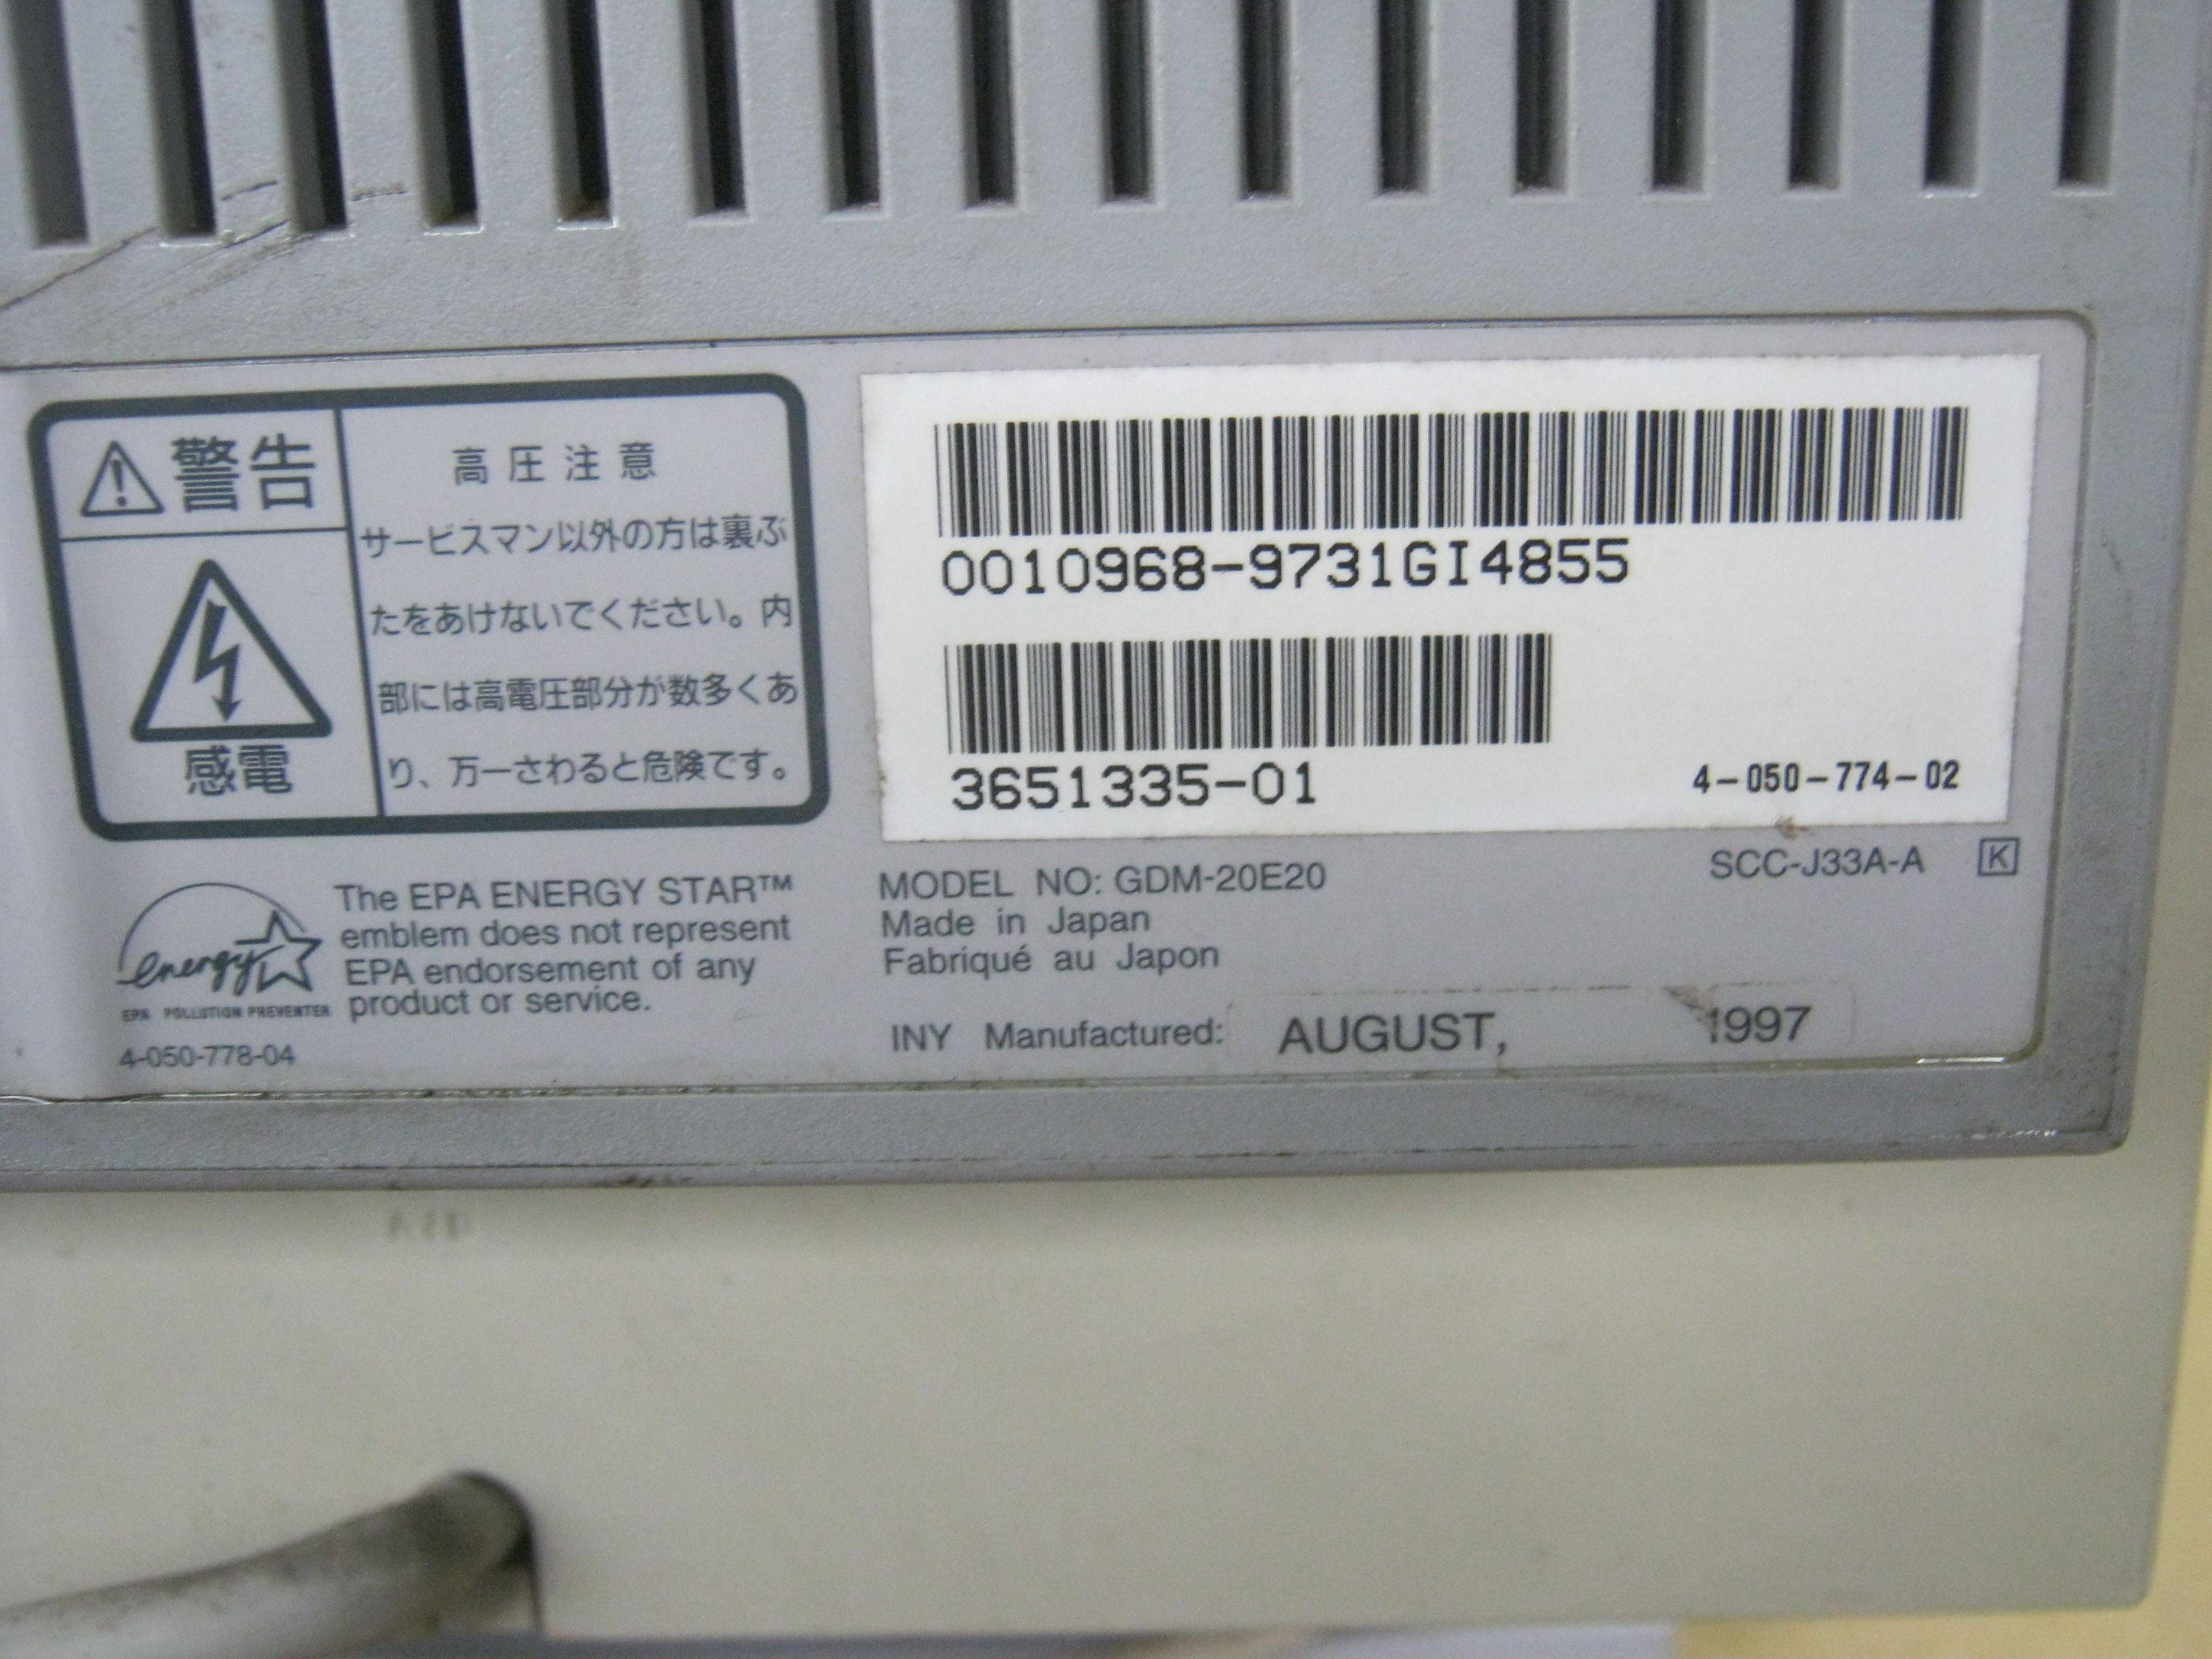 警告
高圧注意
サービスマン以外の方は裏ぶ
たをあけないでください。内
部には高電圧部分が数多くあ
り、万一さわると危険です。
感電
energy
EPA POLLUTION PREVENTER
The EPA ENERGY STAR™
emblem does not represent
EPA endorsement of any
product or service.
4-050-778-04
0010968-9731GI4855
3651335-01
4-050-774-02
MODEL NO: GDM-20E20
SCC-J33A-A K
Made in Japan
Fabriqué au Japon
INY Manufactured: AUGUST, 1997